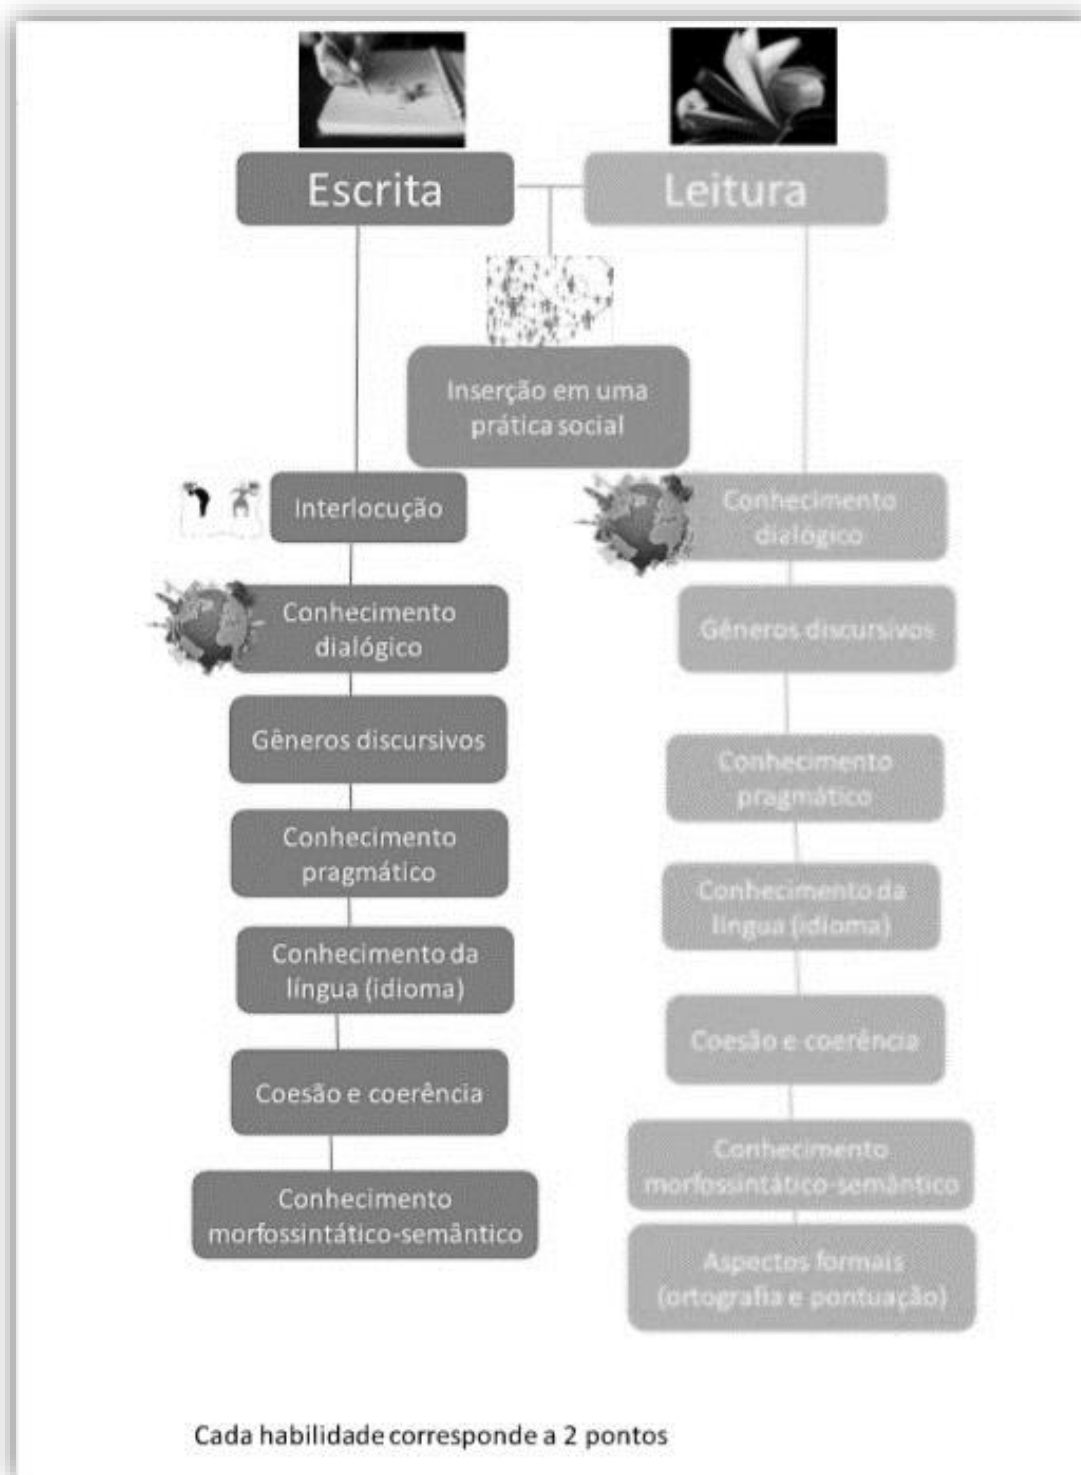 Escrita
Leitura
Inserção em uma
prática social
Interlocução
Conhecimento
dialógico
Gêneros discursivos
Conhecimento
pragmático
Conhecimento da
língua (idioma)
Coesão e coerência
Conhecimento
morfossintático-semântico
Conhecimento
dialógico
Gêneros discursivos
Conhecimento
pragmático
Conhecimento da
língua (idioma)
Coesão e coerência
Conhecimento
morfossintático-semântico
Aspectos formais
(ortografia e pontuação)
Cada habilidade corresponde a 2 pontos